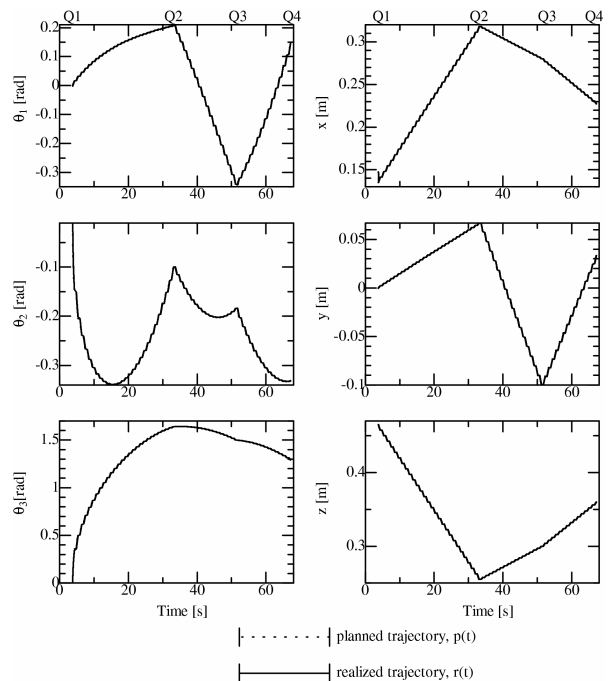 Q1 Q2 Q3 Q4
0.2
0.1
0
-0.1
-0.2
-0.3
θ1 [rad]
0 20 40 60
Q1 Q2 Q3 Q4
0.3
0.25
0.2
0.15
x [m]
0 20 40 60
-0.1
-0.2
-0.3
θ2 [rad]
0 20 40 60
0.05
0
-0.05
-0.1
y [m]
0 20 40 60
1.5
1
0.5
0
θ3[rad]
0 20 40 60
Time [s]
0.4
0.3
z [m]
0 20 40 60
Time [s]
planned trajectory, p(t)
realized trajectory, r(t)